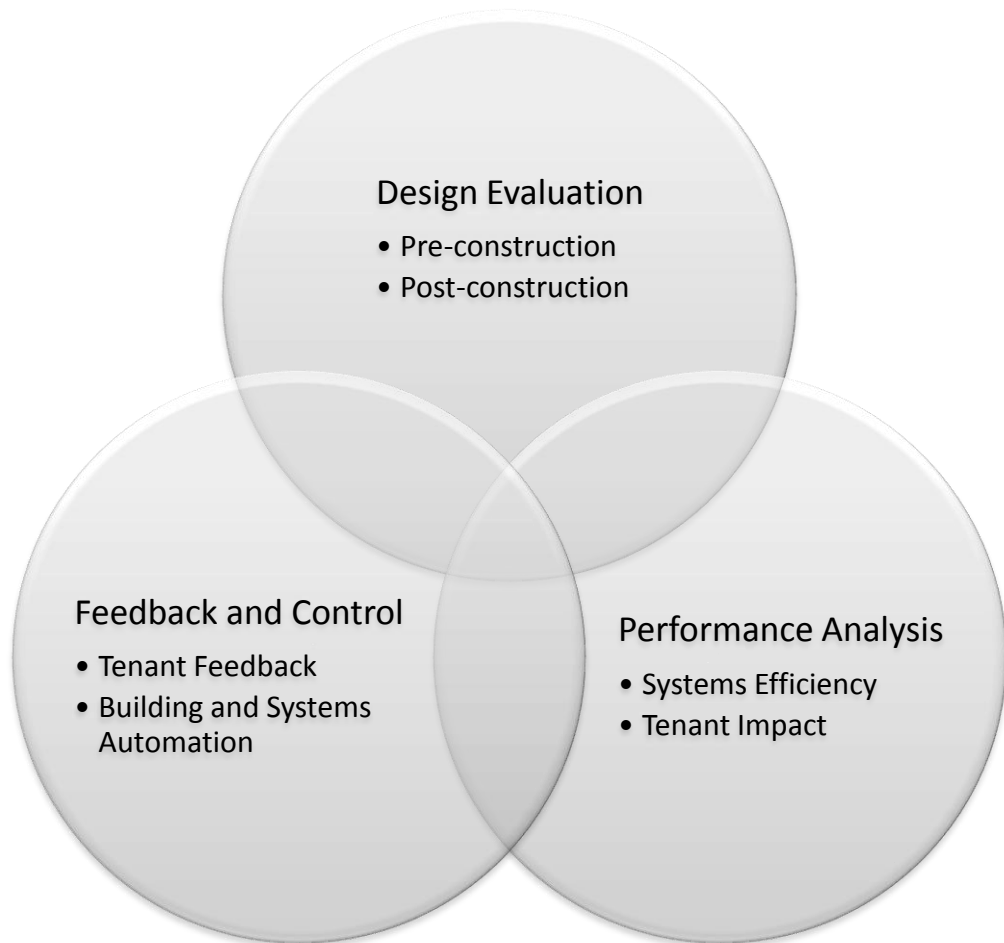 Design Evaluation
• Pre-construction
• Post-construction
Feedback and Control
• Tenant Feedback
• Building and Systems
Automation
Performance Analysis
• Systems Efficiency
• Tenant Impact